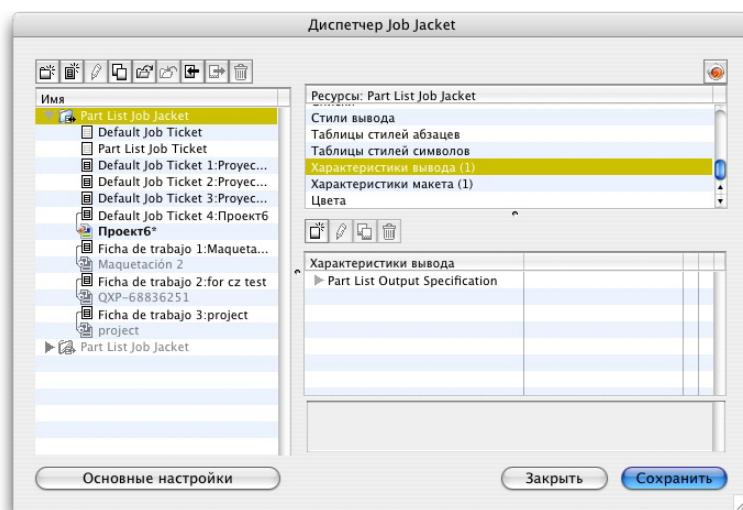 Диспетчер Job Jacket
Имя
Part List Job Jacket
Default Job Ticket
Part List Job Ticket
Default Job Ticket 1:Proyec...
Default Job Ticket 2:Proyec...
Default Job Ticket 3:Proyec...
Default Job Ticket 4:Проект6
Проект6*
Ficha de trabajo 1:Maqueta...
Maquetación 2
Ficha de trabajo 2:for cz test
QXP-68836251
Ficha de trabajo 3:project
project
Part List Job Jacket
Ресурсы: Part List Job Jacket
Стили вывода
Таблицы стилей абзацев
Таблицы стилей символов
Характеристики вывода (1)
Характеристики макета (1)
Цвета
Характеристики вывода
Part List Output Specification
Основные настройки
Закрыть
Сохранить